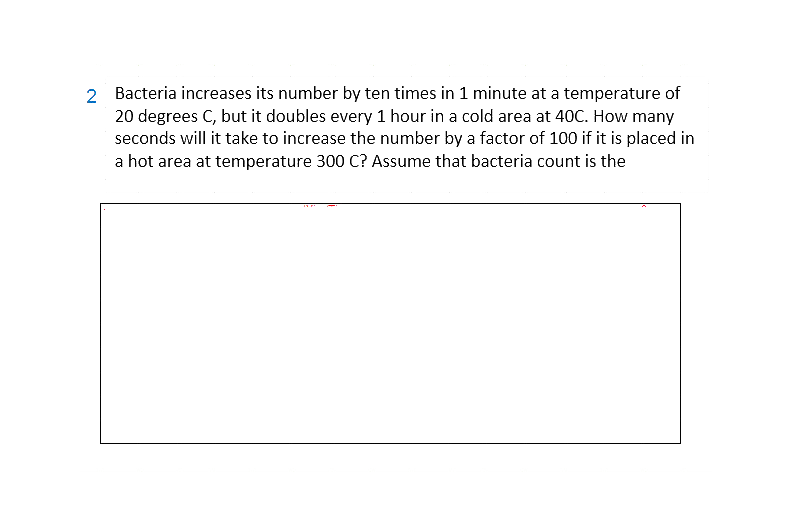 2 Bacteria increases its number by ten times in 1 minute at a temperature of
20 degrees C, but it doubles every 1 hour in a cold area at 40C. How many
seconds will it take to increase the number by a factor of 100 if it is placed in
a hot area at temperature 300 C? Assume that bacteria count is the